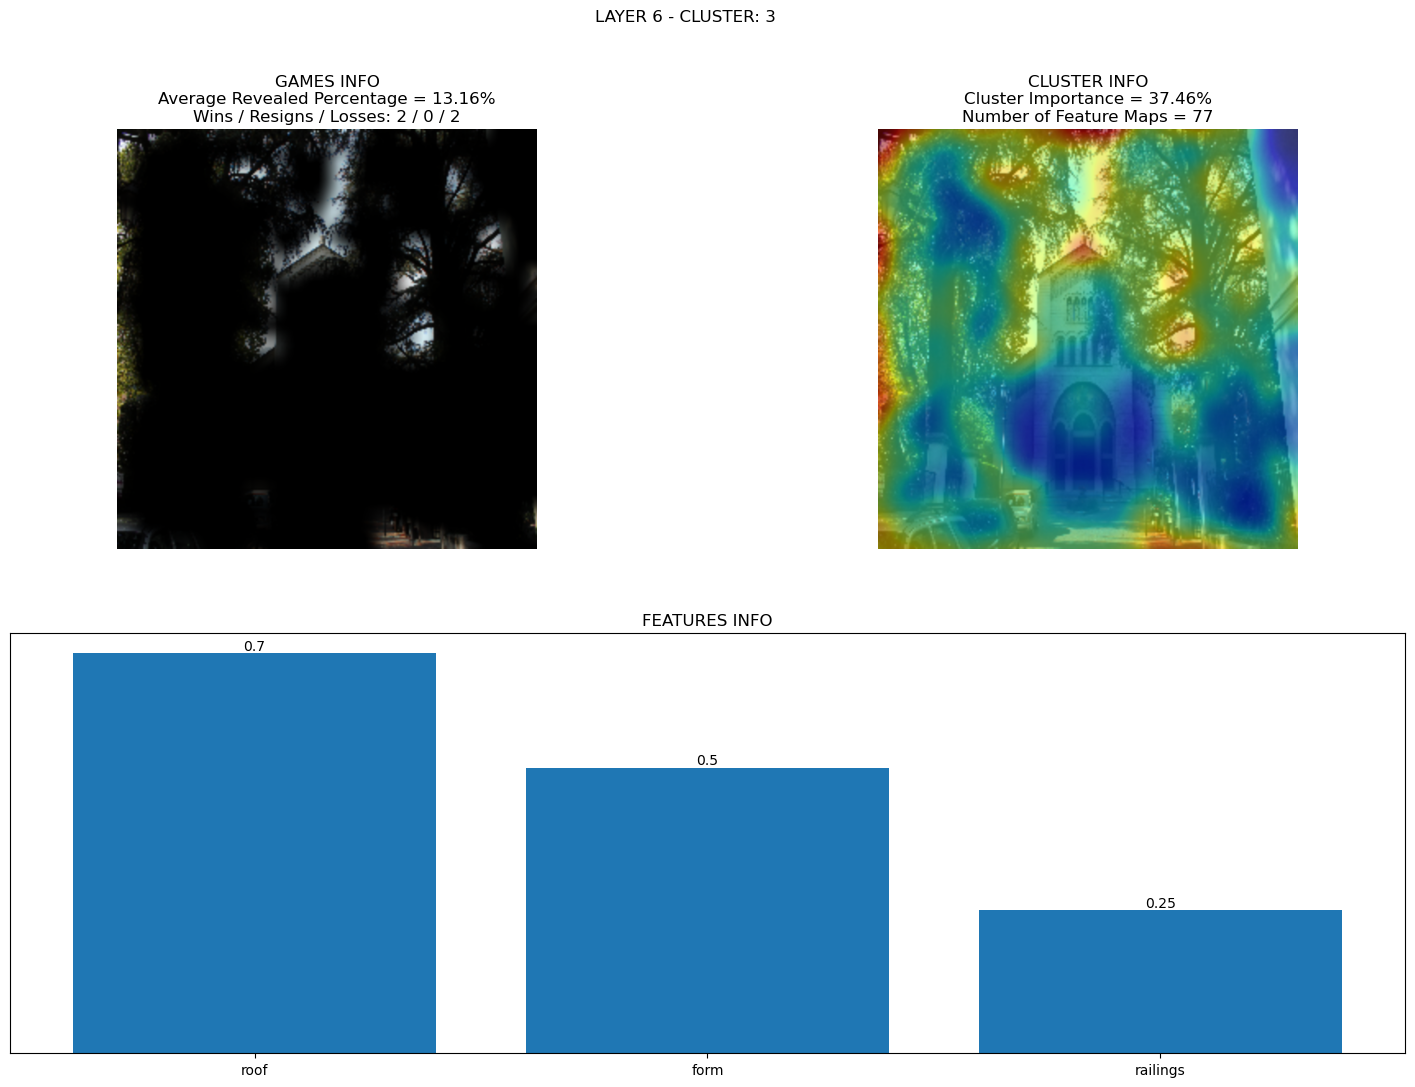 LAYER 6 - CLUSTER: 3
GAMES INFO
Average Revealed Percentage = 13.16%
Wins / Resigns / Losses: 2 / 0 / 2
CLUSTER INFO
Cluster Importance = 37.46%
Number of Feature Maps = 77
FEATURES INFO
0.7
0.5
0.25
roof
form
railings